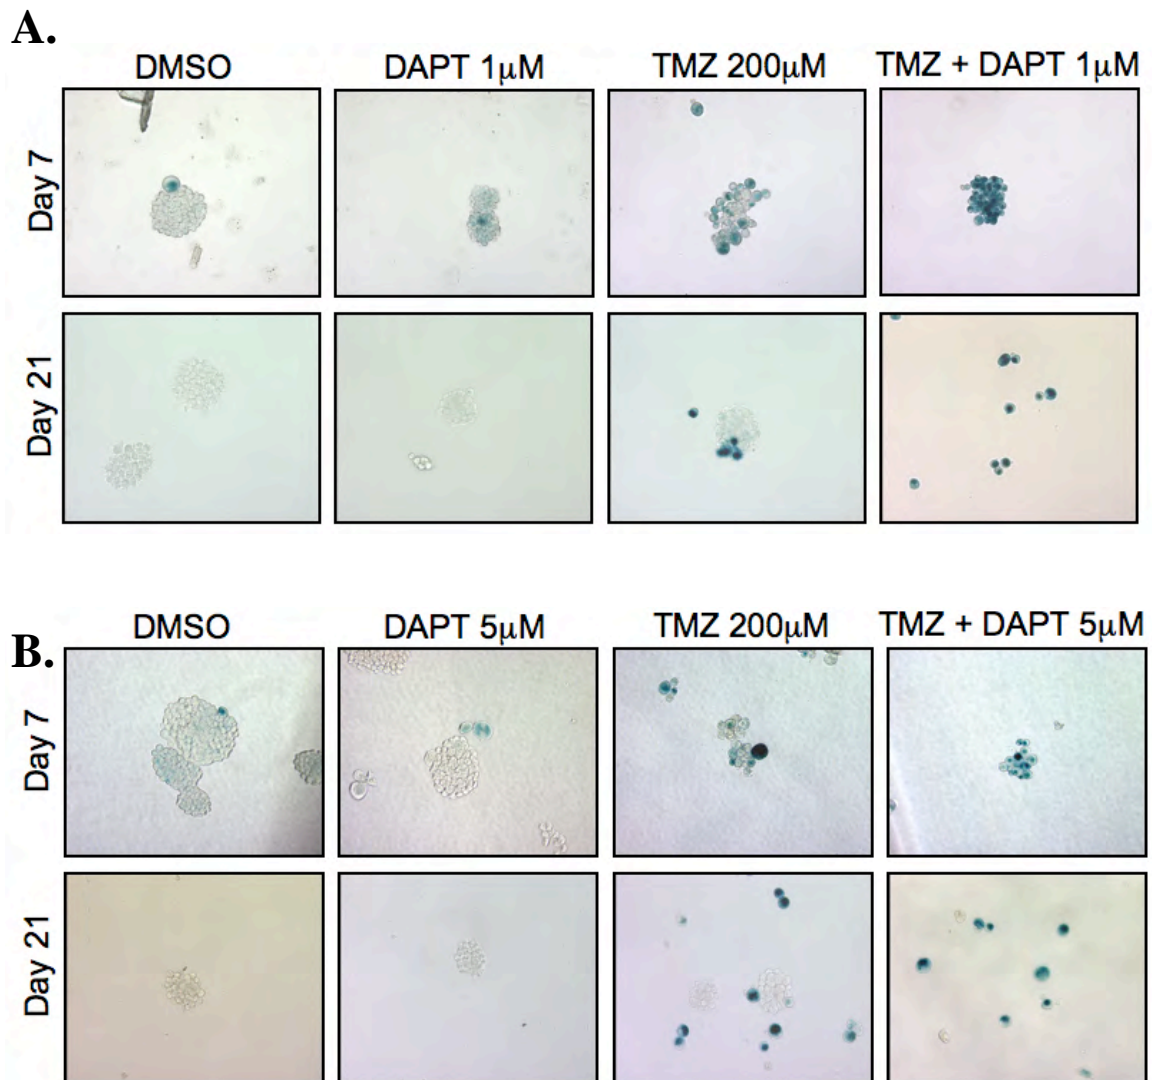 A.
DMSO DAPT 1μM TMZ 200μM TMZ + DAPT 1μM
Day 7
Day 21
B.
DMSO DAPT 5μM TMZ 200μM TMZ + DAPT 5μM
Day 7
Day 21